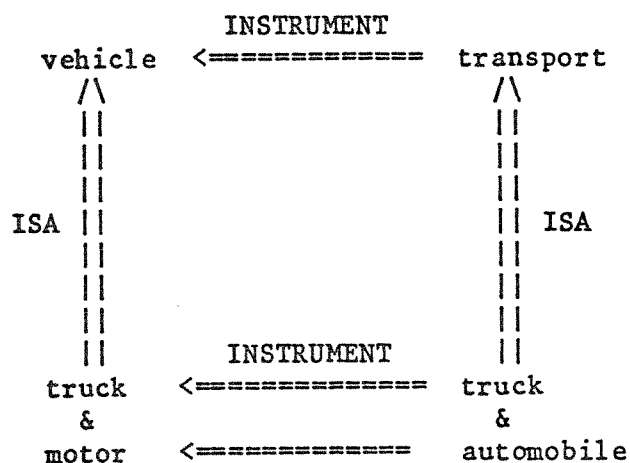 INSTRUMENT
vehicle <============= transport
/\ /\
|| ||
|| ||
|| ||
ISA || || ISA
|| ||
|| ||
|| INSTRUMENT ||
truck <============== truck
& &
motor <============= automobile